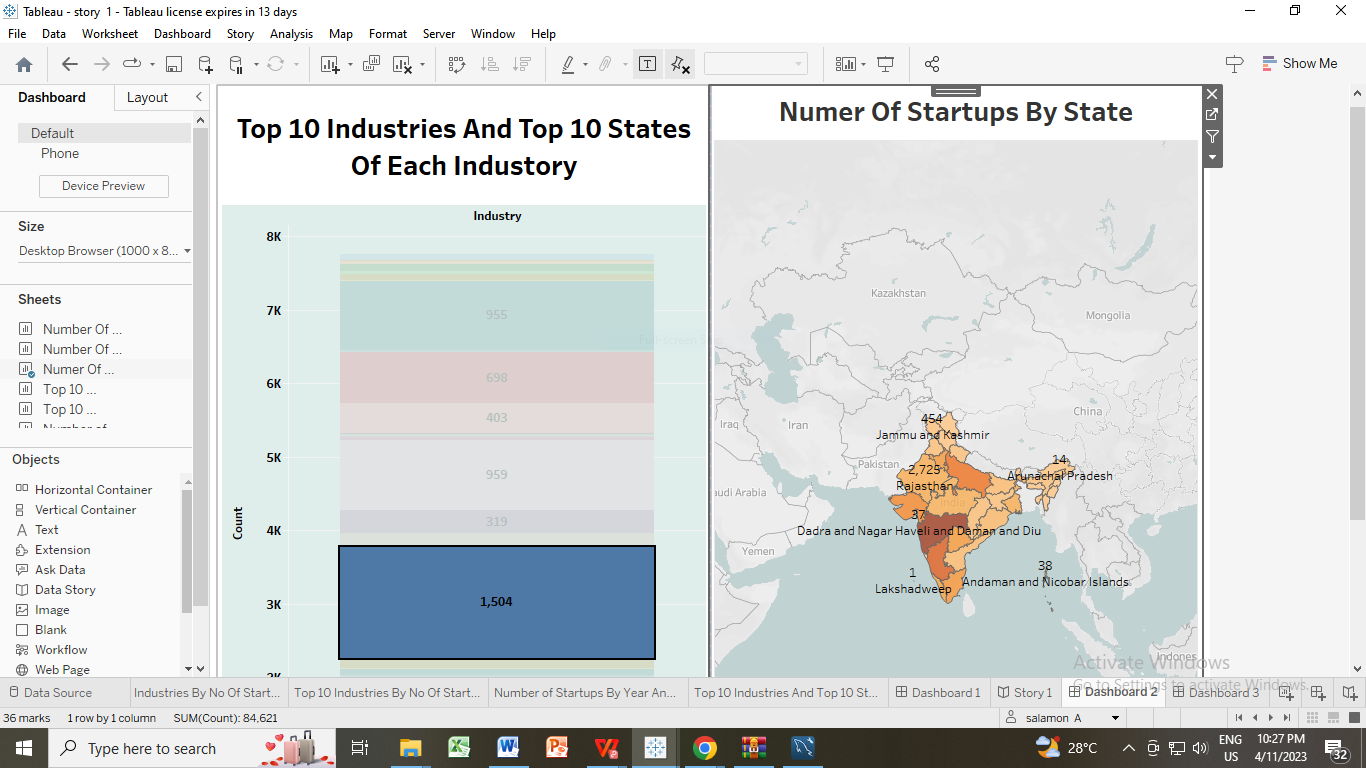 Tableau - story 1 - Tableau license expires in 13 days
File Data Worksheet Dashboard Story Analysis Map Format Server Window Help
Show Me
Dashboard Layout
Default
Phone
Device Preview
Size
Desktop Browser (1000 x 8...
Sheets
Number Of ...
Number Of ...
Numer Of ...
Top 10 ...
Top 10 ...
Number of
Objects
Horizontal Container
Vertical Container
Text
Extension
Ask Data
Data Story
Image
Blank
Workflow
Web Page
Top 10 Industries And Top 10 States
Of Each Industory
Industry
8K
7K
6K
5K
4K
3K
Count
955
698
403
959
319
1,504
Numer Of Startups By State
Kazakhstan
Mongolia
China
Iraq
Iran
Pakistan
audi Arabia
Yemen
Indones
454
Jammu and Kashmir
14
Arunachal Pradesh
2,725
Rajasthan
37
Dadra and Nagar Haveli and Daman and Diu
1
Lakshadweep
38
Andaman and Nicobar Islands
Activate Windows
Go to Settings to activate Windows.
Data Source Industries By No Of Start... Top 10 Industries By No Of Start... Number of Startups By Year An... Top 10 Industries And Top 10 St... Dashboard 1 Story 1 Dashboard 2 Dashboard 3
36 marks 1 row by 1 column SUM(Count): 84,621 salamon A
Type here to search
28°C
ENG
US
10:27 PM
4/11/2023
32